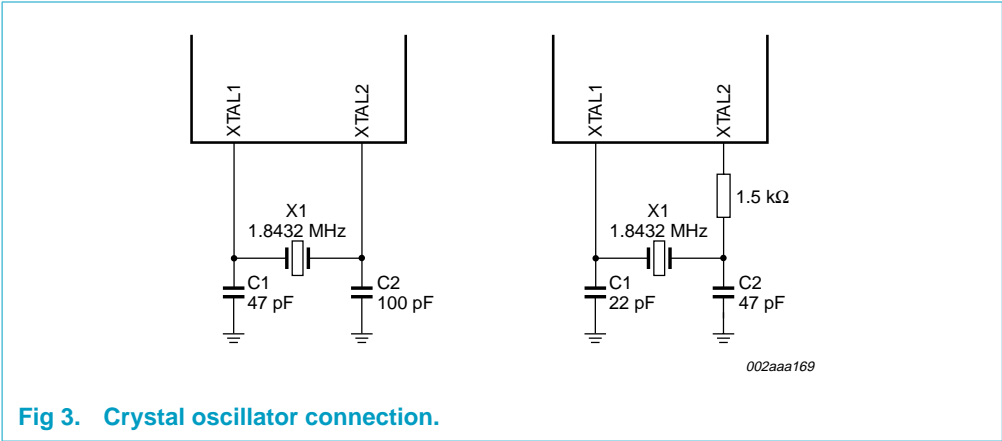 XTAL1
XTAL2
X1
1.8432 MHz
C1
47 pF
C2
100 pF
XTAL1
XTAL2
1.5 kΩ
X1
1.8432 MHz
C1
22 pF
C2
47 pF
002aaa169
Fig 3. Crystal oscillator connection.